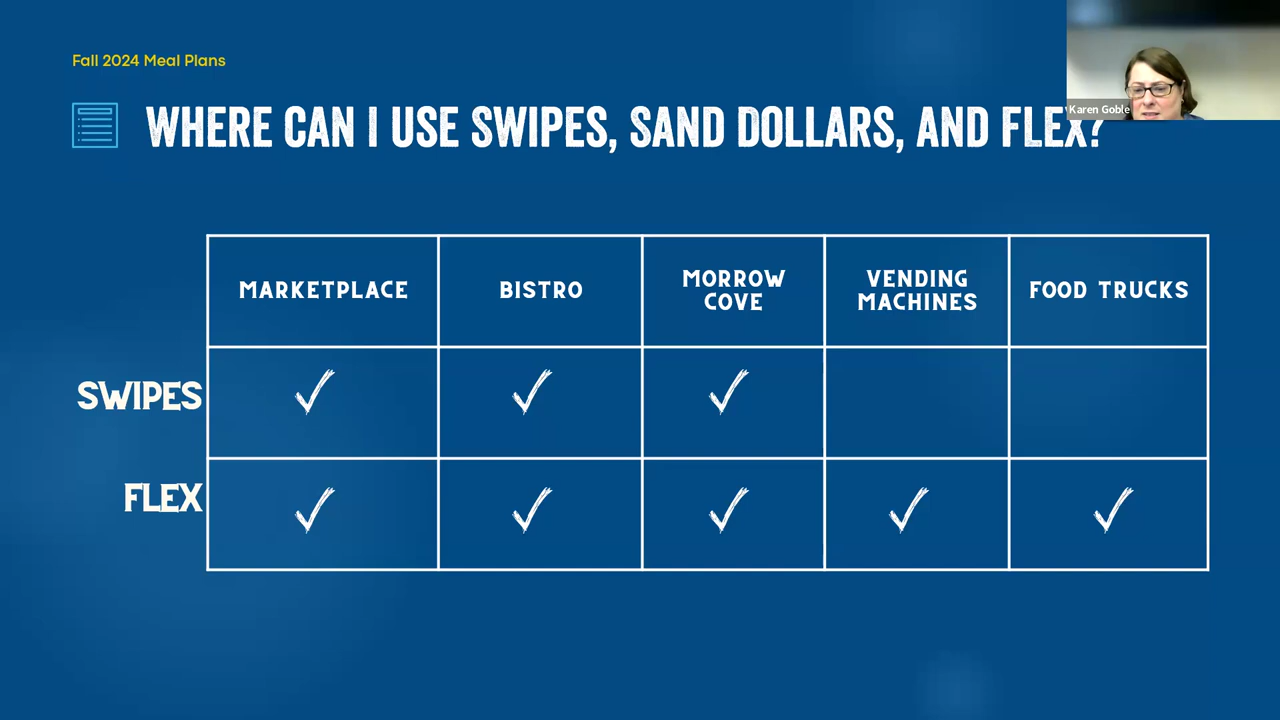 Fall 2024 Meal Plans
WHERE CAN I USE SWIPES, SAND DOLLARS, AND FLEX?
Karen Goble
MARKETPLACE
BISTRO
MORROW
COVE
VENDING
MACHINES
FOOD TRUCKS
SWIPES
FLEX